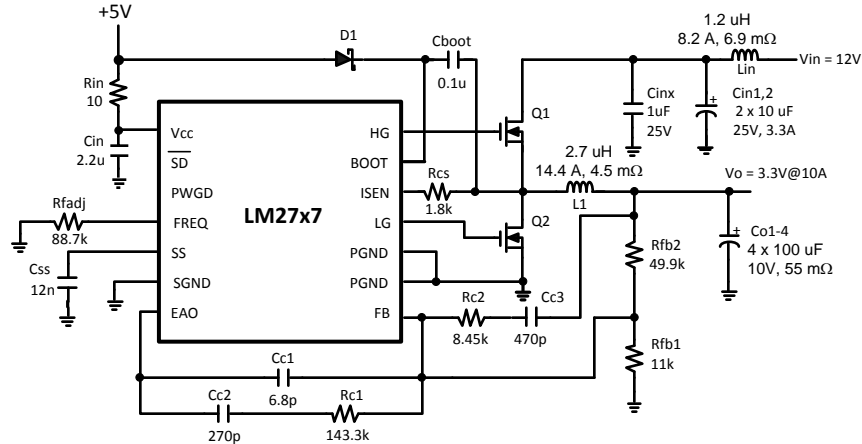 +5V
D1
Cboot
0.1u
1.2 uH
8.2 A, 6.9 mΩ
Lin
Vin = 12V
Rin
10
Cin
2.2u
Vcc
SD
PWGD
FREQ
SS
SGND
EAO
LM27x7
HG
BOOT
ISEN
LG
PGND
PGND
FB
Q1
Cinx
1uF
25V
Cin1,2
2 x 10 uF
25V, 3.3A
Rcs
1.8k
2.7 uH
14.4 A, 4.5 mΩ
L1
Vo = 3.3V@10A
Q2
Rfadj
88.7k
Css
12n
Co1-4
4 x 100 uF
10V, 55 mΩ
Rfb2
49.9k
Rc2
8.45k
Cc3
470p
Rfb1
11k
Cc1
6.8p
Cc2
270p
Rc1
143.3k